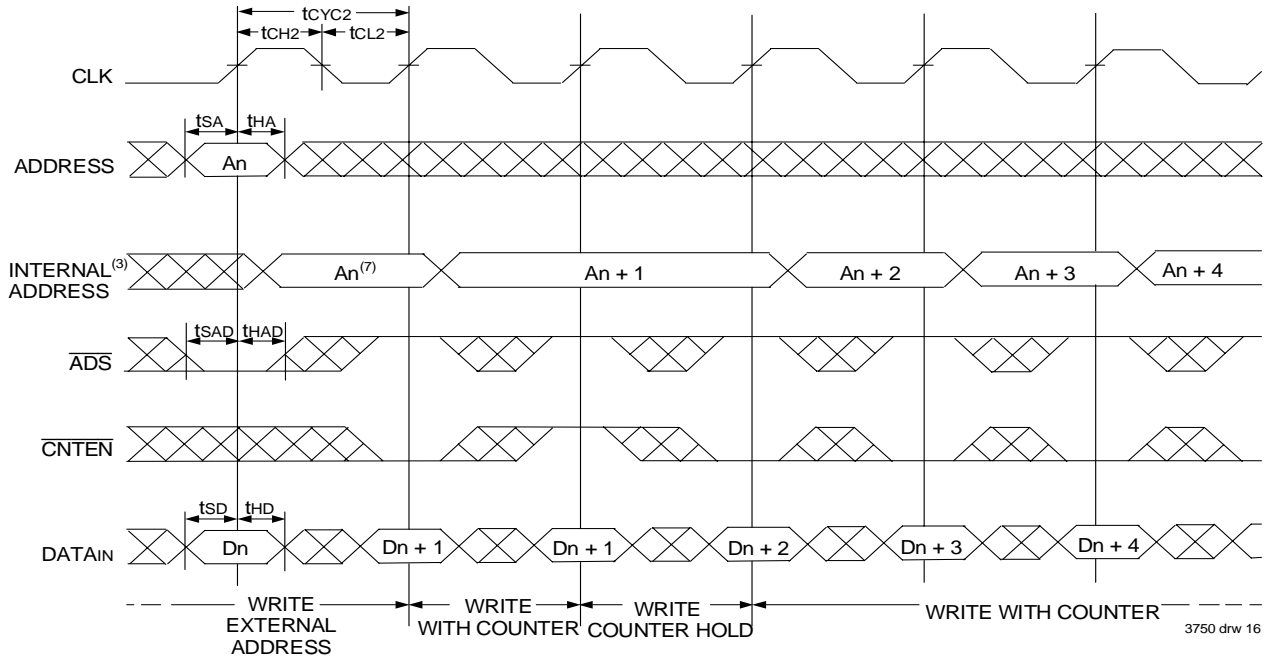 tCYC2
tCH2 tCL2
CLK
tSA tHA
ADDRESS An
INTERNAL(3) An(7) An + 1 An + 2 An + 3 An + 4
ADDRESS
tSAD tHAD
ADS
CNTEN
tSD tHD
DATAIN Dn Dn + 1 Dn + 1 Dn + 2 Dn + 3 Dn + 4
WRITE EXTERNAL ADDRESS
WRITE WITH COUNTER
WRITE COUNTER HOLD
WRITE WITH COUNTER
3750 drw 16